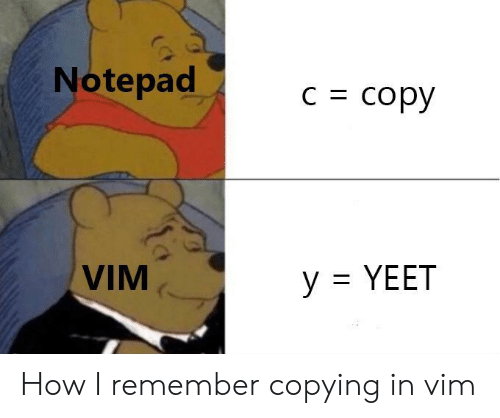 Notepad
c = copy
VIM
y = YEET
How I remember copying in vim